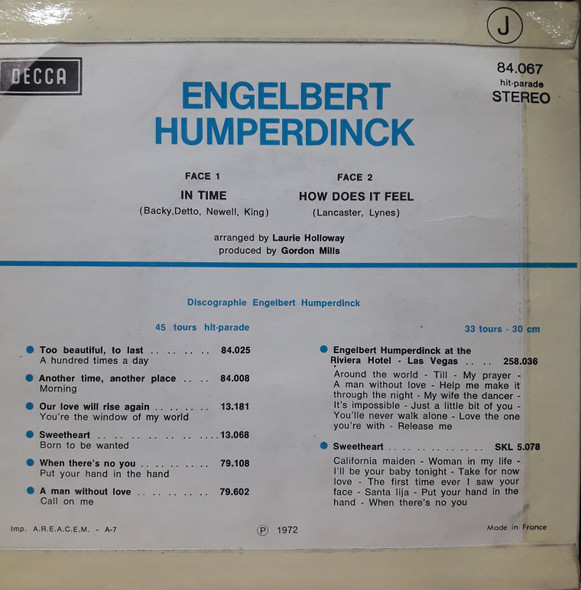 J
DECCA
84.067
hit-parade
STEREO
ENGELBERT
HUMPERDINCK
FACE 1
IN TIME
(Backy,Detto, Newell, King)
FACE 2
HOW DOES IT FEEL
(Lancaster, Lynes)
arranged by Laurie Holloway
produced by Gordon Mills
Discographie Engelbert Humperdinck
45 tours hit-parade
Too beautiful, to last . . . . . . 84.025
A hundred times a day
Another time, another place . . . . 84.008
Morning
Our love will rise again . . . . . . . 13.181
You're the window of my world
Sweetheart . . . . . . . . . . . . . 13.068
Born to be wanted
When there's no you . . . . . . . . 79.108
Put your hand in the hand
A man without love . . . . . . . . . 79.602
Call on me
33 tours - 30 cm
Engelbert Humperdinck at the
Riviera Hotel - Las Vegas . . . . 258.036
Around the world - Till - My prayer -
A man without love - Help me make it
through the night - My wife the dancer -
It's impossible - Just a little bit of you -
You'lle never walk alone - Love the one
you're with - Release me
Sweetheart . . . . . . . . . . . SKL 5.078
California maiden - Woman in my life -
I'll be your baby tonight - Take for now
love - The first time ever I saw your
face - Santa lija - Put your hand in the
hand - When there's no you
Imp. A.R.E.A.C.E.M. - A-7
Ⓟ 1972
Made in France